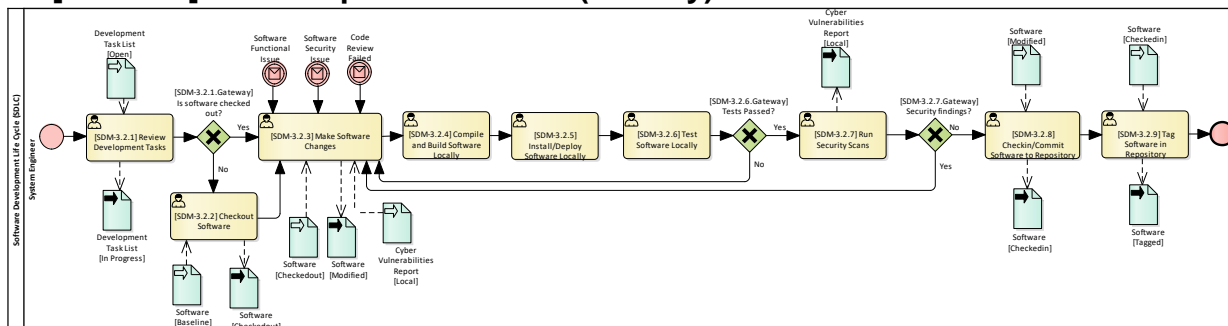 Software Development Life Cycle (SDLC)
System Engineer
Development
Task List
[Open]
[SDM-3.2.1] Review
Development Tasks
Development
Task List
[In Progress]
[SDM-3.2.1.Gateway]
Is software checked
out?
Yes
No
[SDM-3.2.2] Checkout
Software
Software
[Baseline]
Software
[Checkedout]
Software
Functional
Issue
Software
Security
Issue
Code
Review
Failed
[SDM-3.2.3] Make Software
Changes
Software
[Checkedout]
Software
[Modified]
Cyber
Vulnerabilities
Report
[Local]
[SDM-3.2.4] Compile
and Build Software
Locally
[SDM-3.2.5]
Install/Deploy
Software Locally
[SDM-3.2.6] Test
Software Locally
[SDM-3.2.6.Gateway]
Tests Passed?
Yes
No
Cyber
Vulnerabilities
Report
[Local]
[SDM-3.2.7] Run
Security Scans
[SDM-3.2.7.Gateway]
Security findings?
No
Yes
Software
[Modified]
[SDM-3.2.8]
Checkin/Commit
Software to Repository
Software
[Checkedin]
Software
[Checkedin]
[SDM-3.2.9] Tag
Software in
Repository
Software
[Tagged]